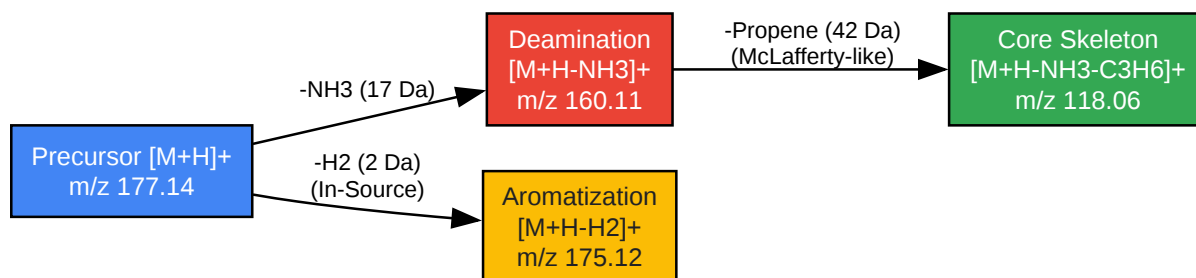 Precursor [M+H]+
m/z 177.14
-NH3 (17 Da)
Deamination
[M+H-NH3]+
m/z 160.11
-Propene (42 Da)
(McLafferty-like)
Core Skeleton
[M+H-NH3-C3H6]+
m/z 118.06
-H2 (2 Da)
(In-Source)
Aromatization
[M+H-H2]+
m/z 175.12